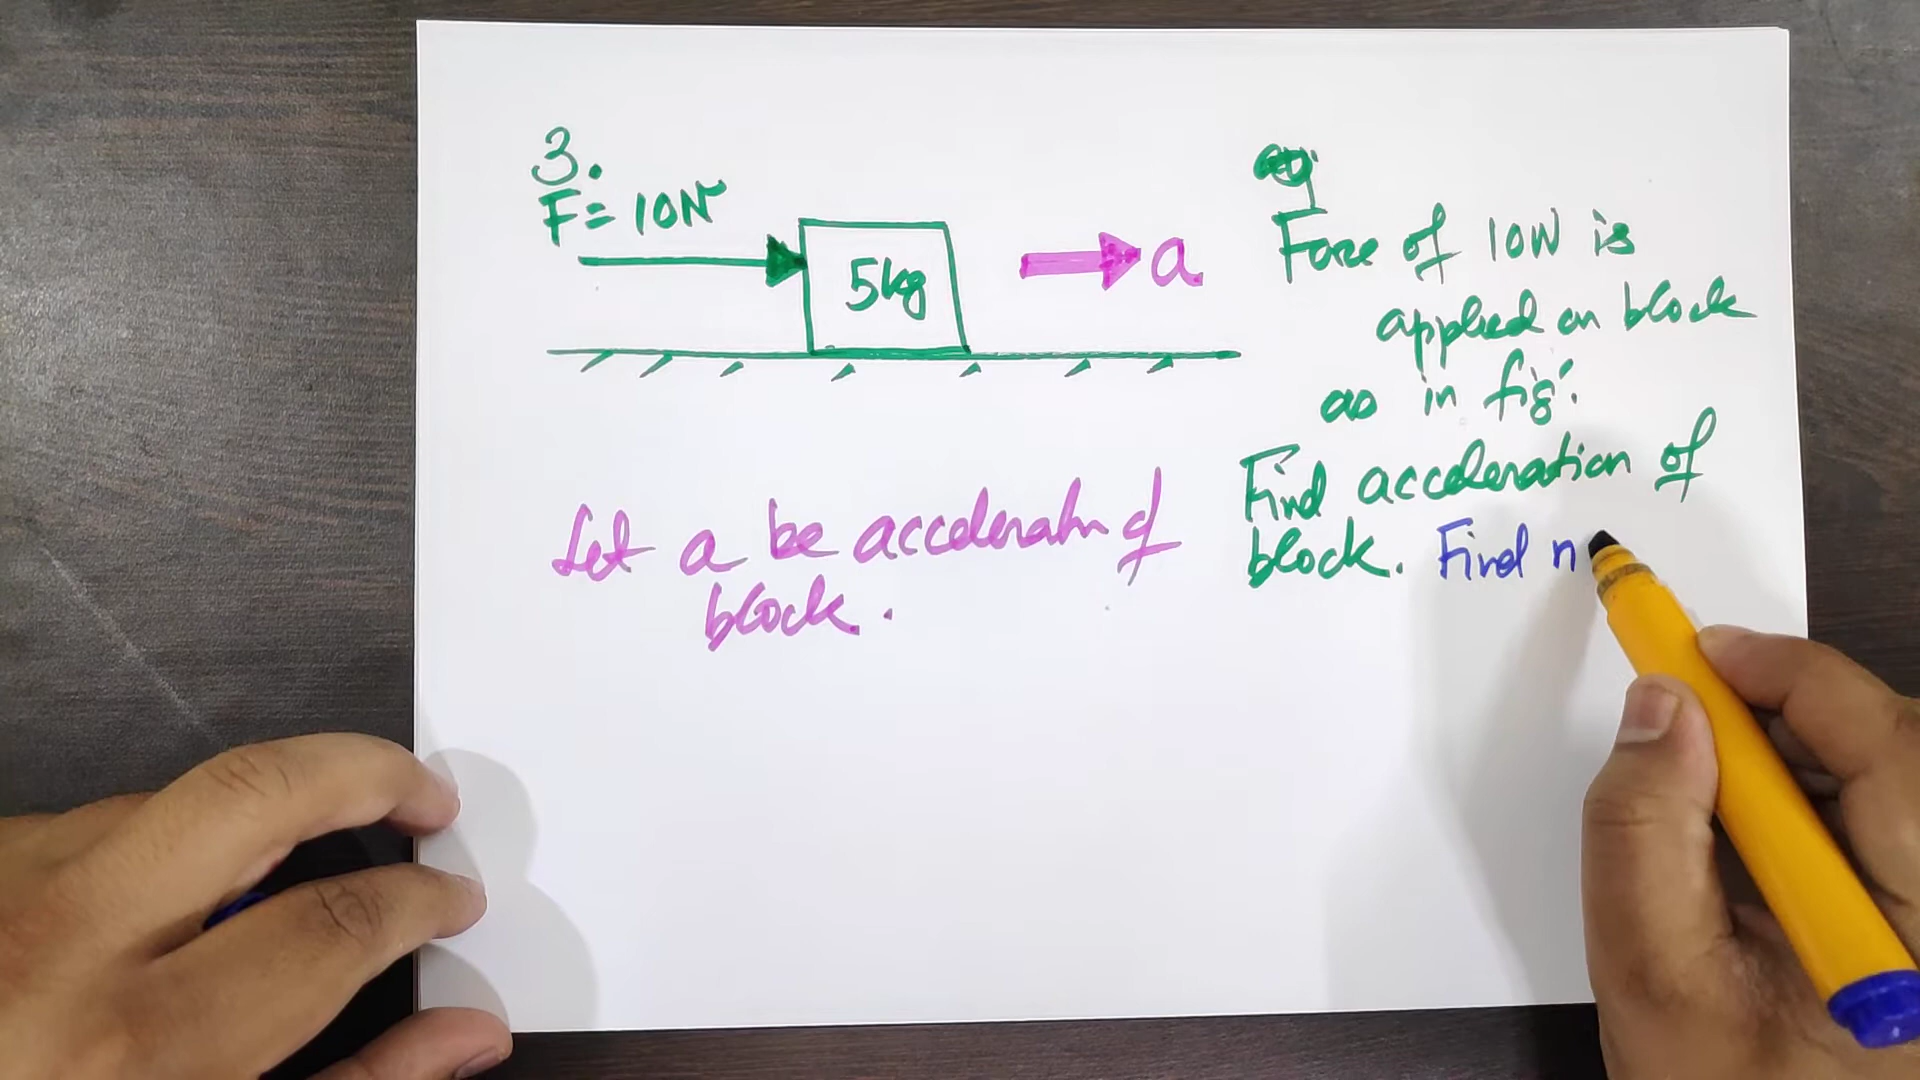 3.
F = 10N
5kg
a
Force of 10N is
applied on block
as in fig.
Find acceleration of
block. Find n
Let a be acceleratn of
block.